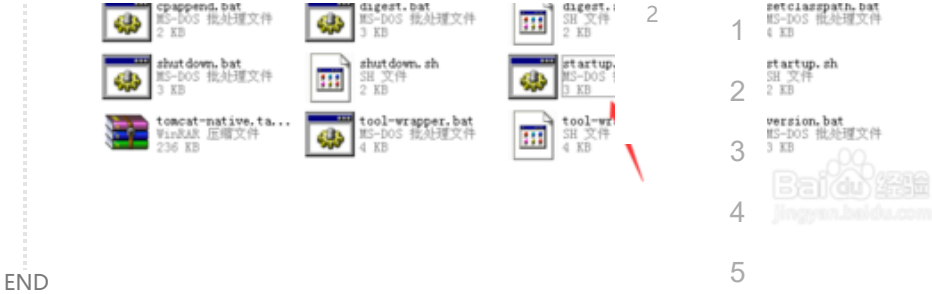 cpappend.bat
MS-DOS 批处理文件
2 KB
digest.bat
MS-DOS 批处理文件
3 KB
digest.
SH 文件
2 KB
2
setclasspath.bat
MS-DOS 批处理文件
4 KB
1
shutdown.bat
MS-DOS 批处理文件
3 KB
shutdown.sh
SH 文件
2 KB
startup.
MS-DOS
3 KB
startup.sh
SH 文件
2 KB
2
tomcat-native.ta...
WinRAR 压缩文件
236 KB
tool-wrapper.bat
MS-DOS 批处理文件
4 KB
tool-wr
SH 文件
4 KB
version.bat
MS-DOS 批处理文件
3 KB
3
Baidu 经验
jingyan.baidu.com
4
5
END